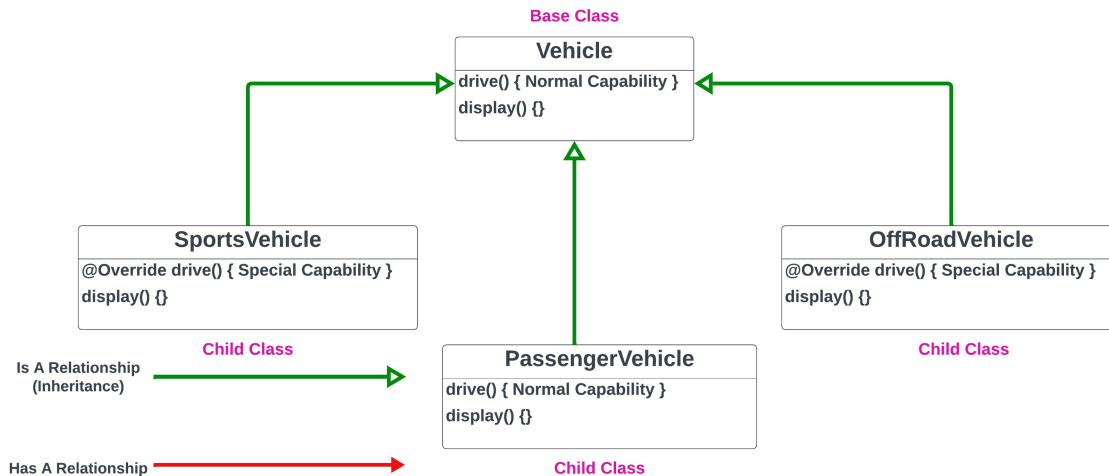 Base Class
Vehicle
drive() { Normal Capability }
display() {}
SportsVehicle
@Override drive() { Special Capability }
display() {}
Child Class
OffRoadVehicle
@Override drive() { Special Capability }
display() {}
Child Class
PassengerVehicle
drive() { Normal Capability }
display() {}
Child Class
Is A Relationship
(Inheritance)
Has A Relationship